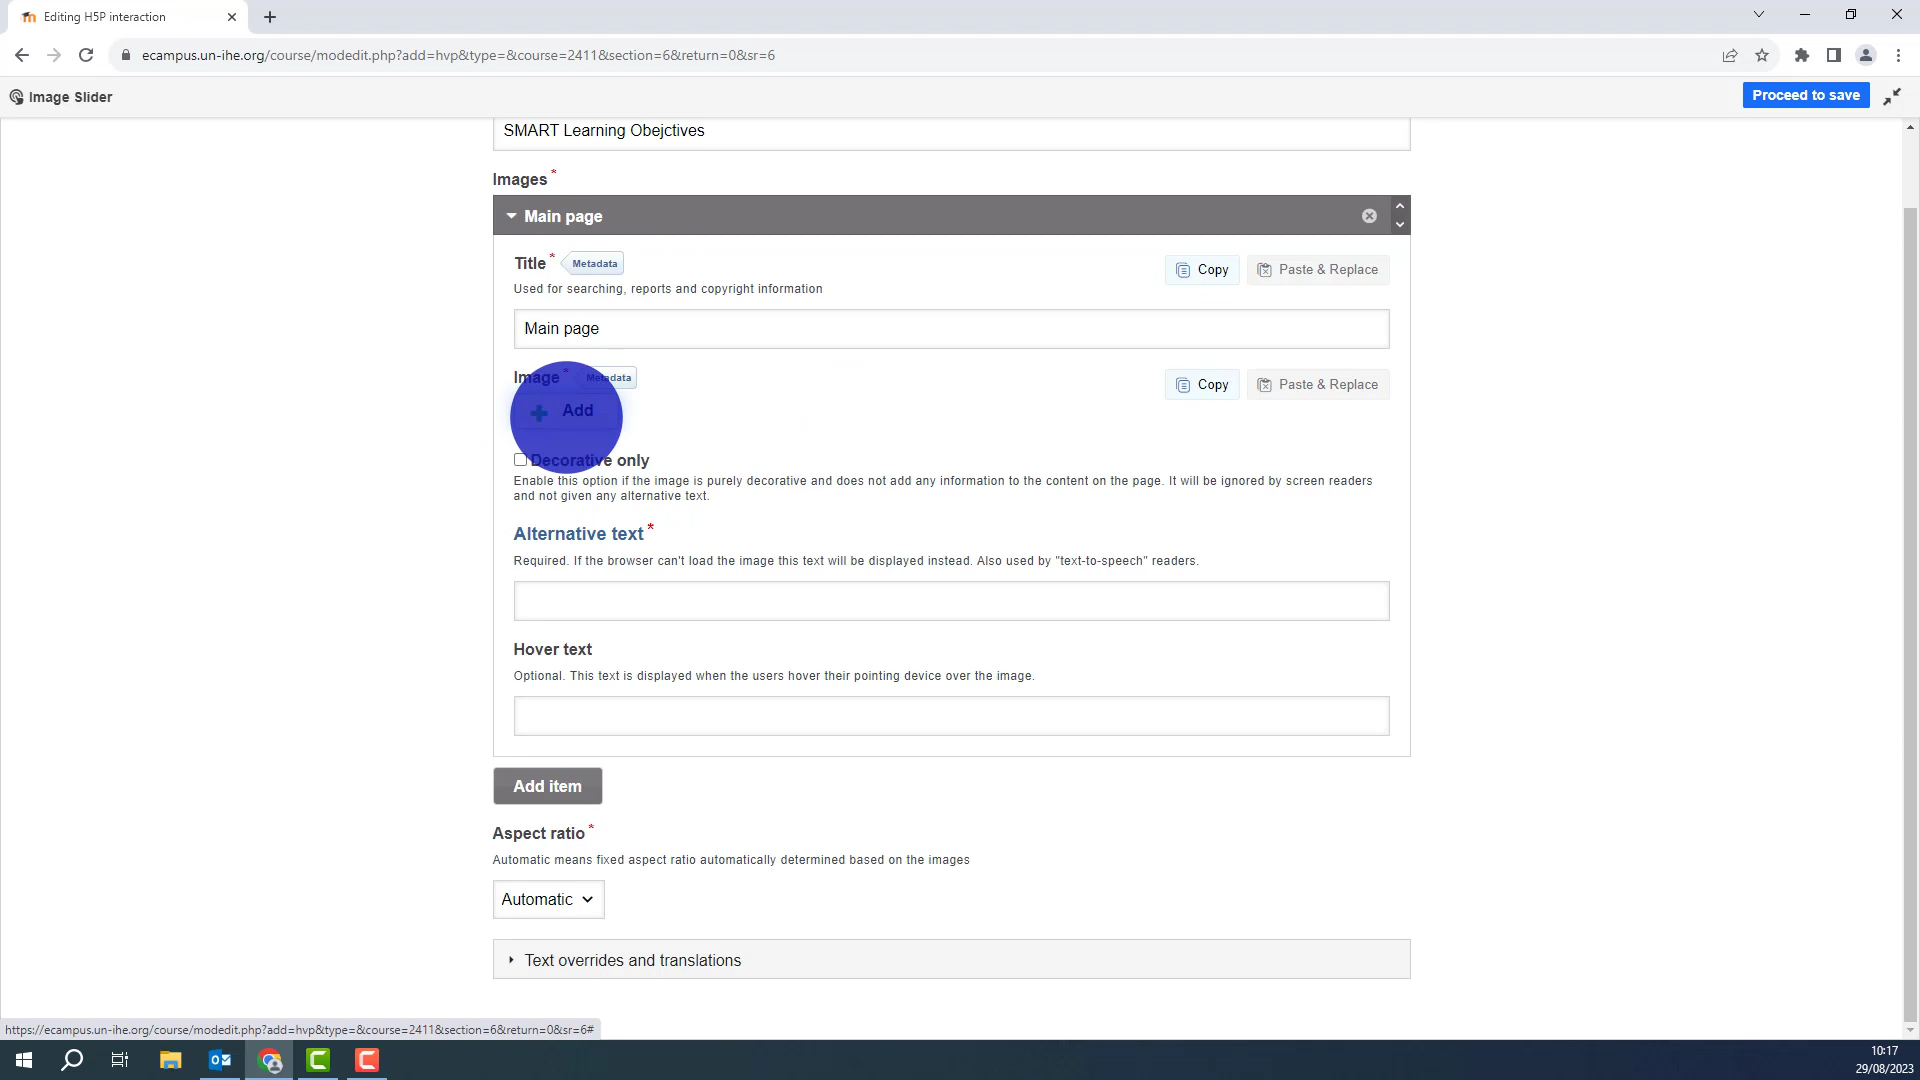 Editing H5P interaction
ecampus.un-ihe.org/course/modedit.php?add=hvp&type=&course=2411&section=6&return=0&sr=6
Image Slider
Proceed to save
SMART Learning Obejctives
Images *
Main page
Title * Metadata
Copy
Paste & Replace
Used for searching, reports and copyright information
Main page
Image * Metadata
Copy
Paste & Replace
Add
Decorative only
Enable this option if the image is purely decorative and does not add any information to the content on the page. It will be ignored by screen readers
and not given any alternative text.
Alternative text *
Required. If the browser can't load the image this text will be displayed instead. Also used by "text-to-speech" readers.
Hover text
Optional. This text is displayed when the users hover their pointing device over the image.
Add item
Aspect ratio *
Automatic means fixed aspect ratio automatically determined based on the images
Automatic
Text overrides and translations
https://ecampus.un-ihe.org/course/modedit.php?add=hvp&type=&course=2411&section=6&return=0&sr=6#
10:17
29/08/2023